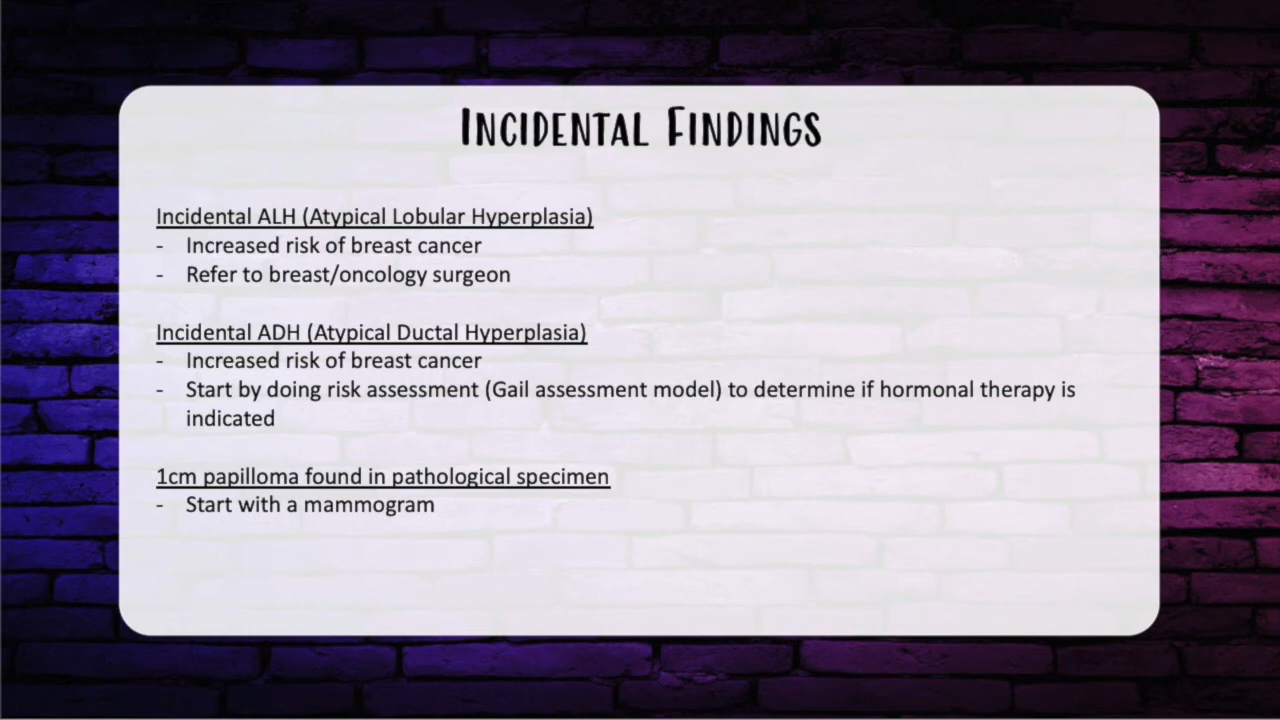 Incidental Findings
Incidental ALH (Atypical Lobular Hyperplasia)
- Increased risk of breast cancer
- Refer to breast/oncology surgeon
Incidental ADH (Atypical Ductal Hyperplasia)
- Increased risk of breast cancer
- Start by doing risk assessment (Gail assessment model) to determine if hormonal therapy is
indicated
1cm papilloma found in pathological specimen
- Start with a mammogram